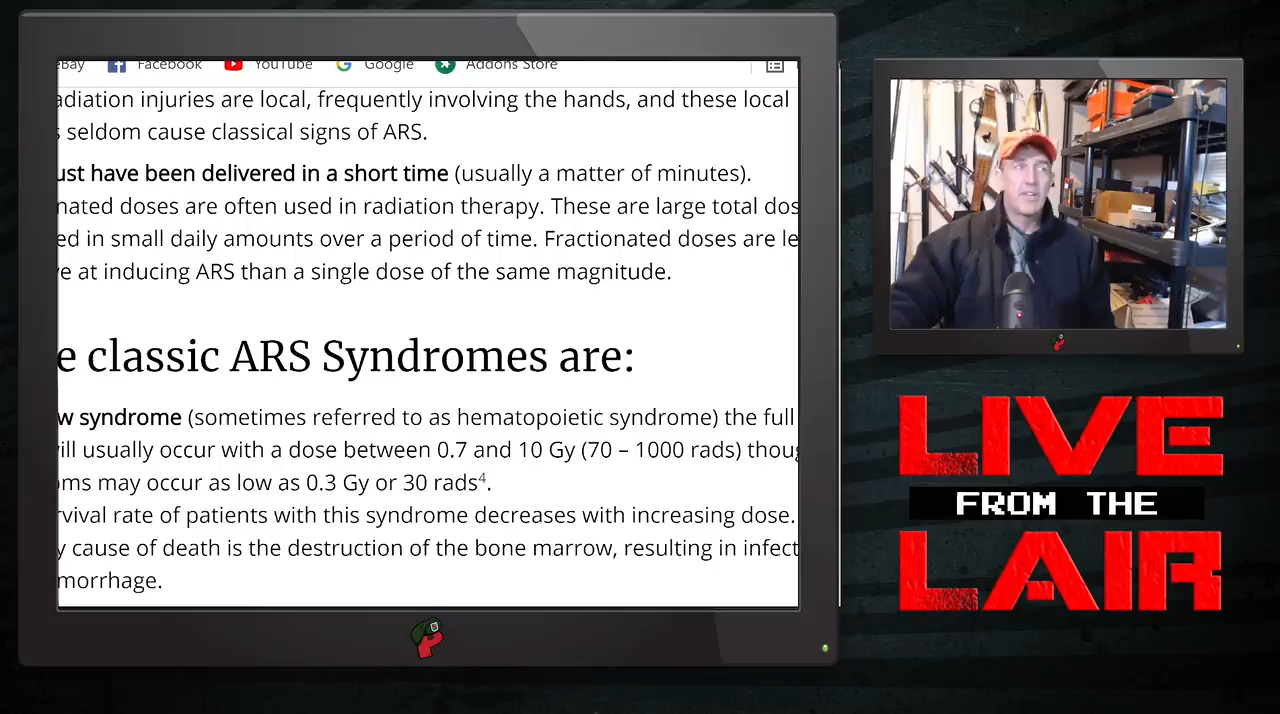 eBay Facebook YouTube Google Addons Store
adiation injuries are local, frequently involving the hands, and these local
s seldom cause classical signs of ARS.
ust have been delivered in a short time (usually a matter of minutes).
nated doses are often used in radiation therapy. These are large total dos
ed in small daily amounts over a period of time. Fractionated doses are le
ve at inducing ARS than a single dose of the same magnitude.
e classic ARS Syndromes are:
w syndrome (sometimes referred to as hematopoietic syndrome) the full
ill usually occur with a dose between 0.7 and 10 Gy (70 – 1000 rads) thoug
oms may occur as low as 0.3 Gy or 30 rads⁴.
rvival rate of patients with this syndrome decreases with increasing dose.
y cause of death is the destruction of the bone marrow, resulting in infect
morrhage.
LIVE
FROM THE
LAIR